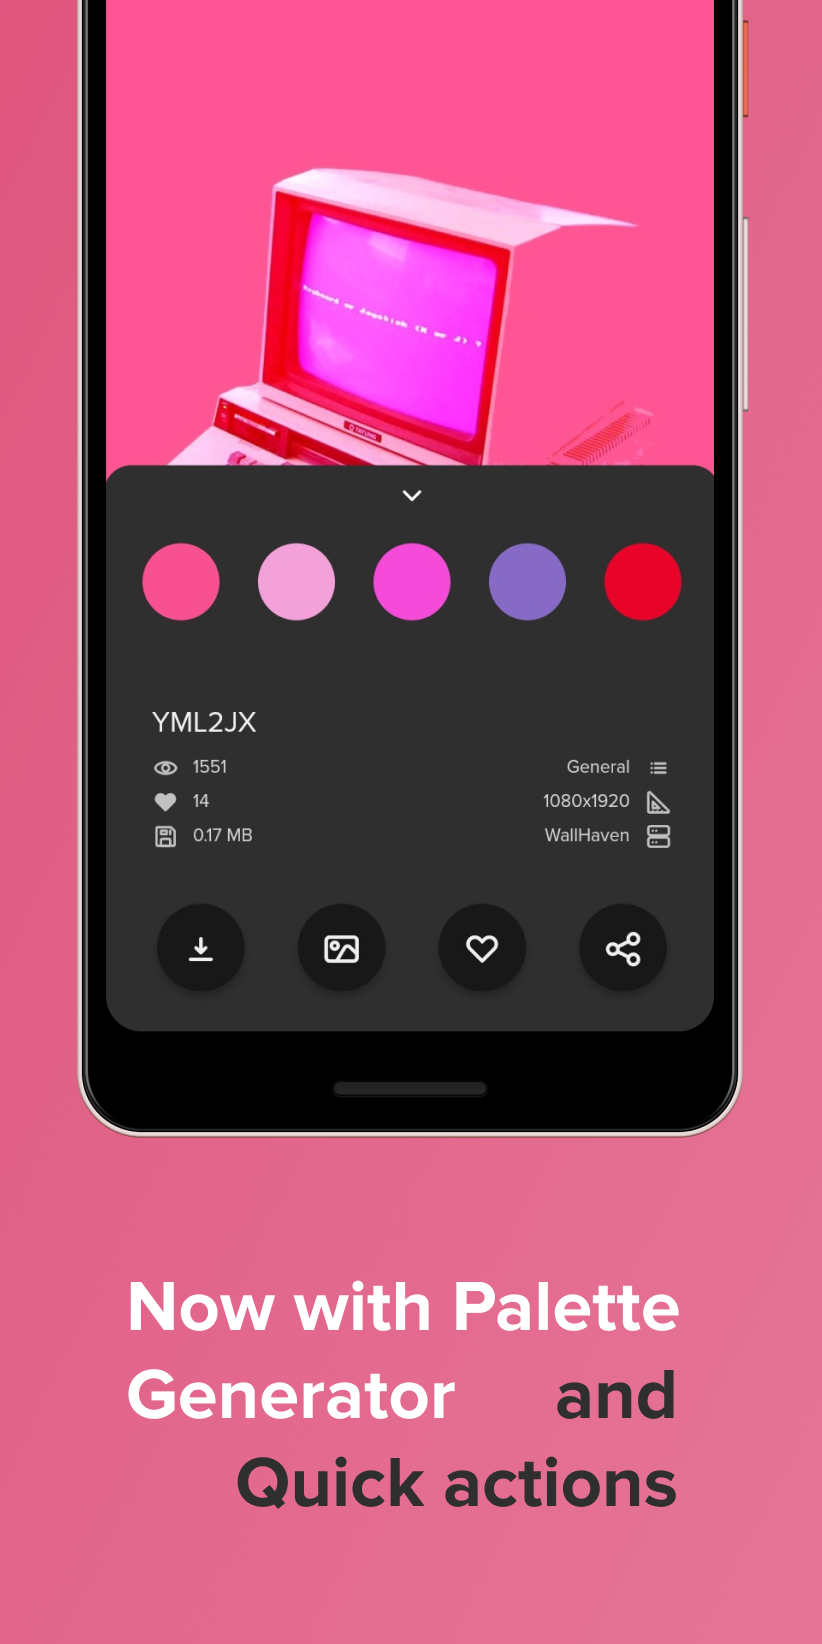 Keyboard or Joystick (K or J) ?
TATUNG
YML2JX
1551
General
14
1080x1920
0.17 MB
WallHaven
Now with Palette
Generator and
Quick actions